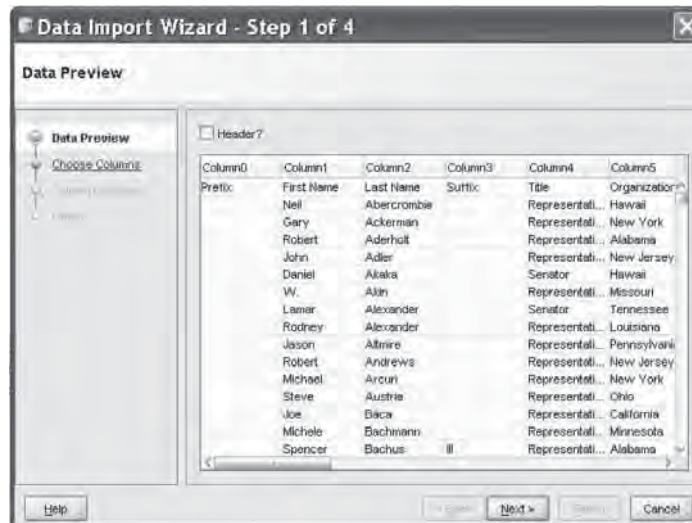 Data Import Wizard - Step 1 of 4
Data Preview
Data Preview
Choose Columns
Header?
Column0 Column1 Column2 Column3 Column4 Column5
Prefix First Name Last Name Suffix Title Organization
Neil Abercrombie Representati... Hawaii
Gary Ackerman Representati... New York
Robert Aderholt Representati... Alabama
John Adler Representati... New Jersey
Daniel Akaka Senator Hawaii
W. Akin Representati... Missouri
Lamar Alexander Senator Tennessee
Rodney Alexander Representati... Louisiana
Jason Altmire Representati... Pennsylvani
Robert Andrews Representati... New Jersey
Michael Arcuri Representati... New York
Steve Austria Representati... Ohio
Joe Baca Representati... California
Michele Bachmann Representati... Minnesota
Spencer Bachus III Representati... Alabama
Help Next > Cancel